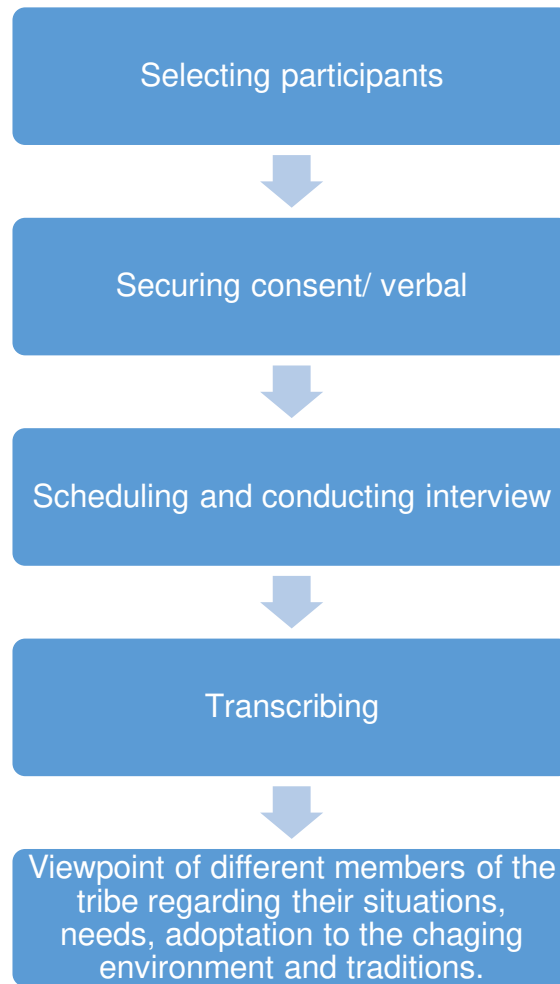 Selecting participants
Securing consent/ verbal
Scheduling and conducting interview
Transcribing
Viewpoint of different members of the
tribe regarding their situations,
needs, adoptation to the chaging
environment and traditions.